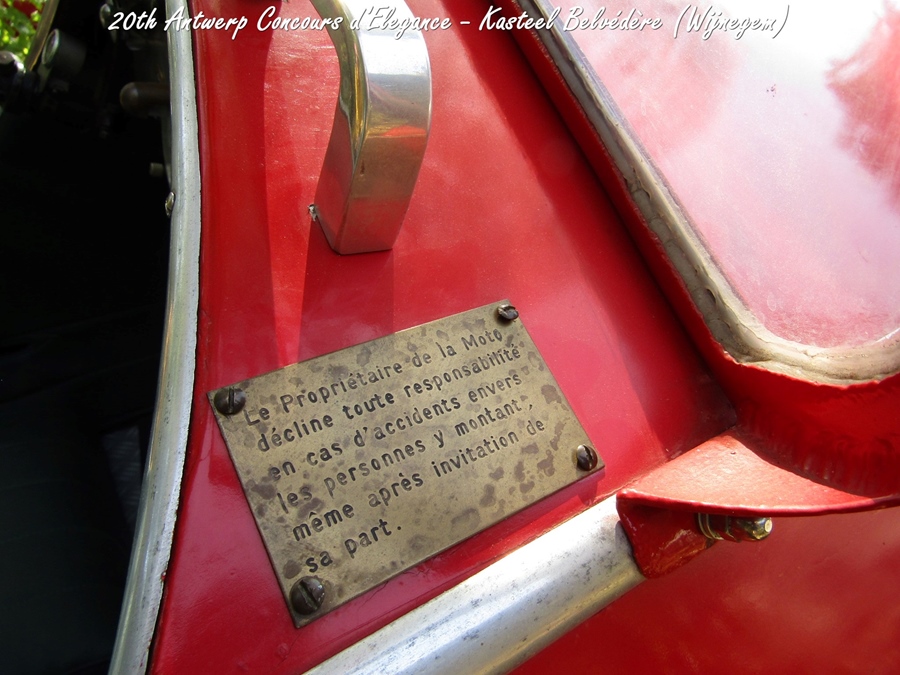 20th Antwerp Concours d'Elegance - Kasteel Belvédère (Wijnegem)
Le Propriétaire de la Moto
décline toute responsabilité
en cas d'accidents envers
les personnes y montant,
même après invitation de
sa part.